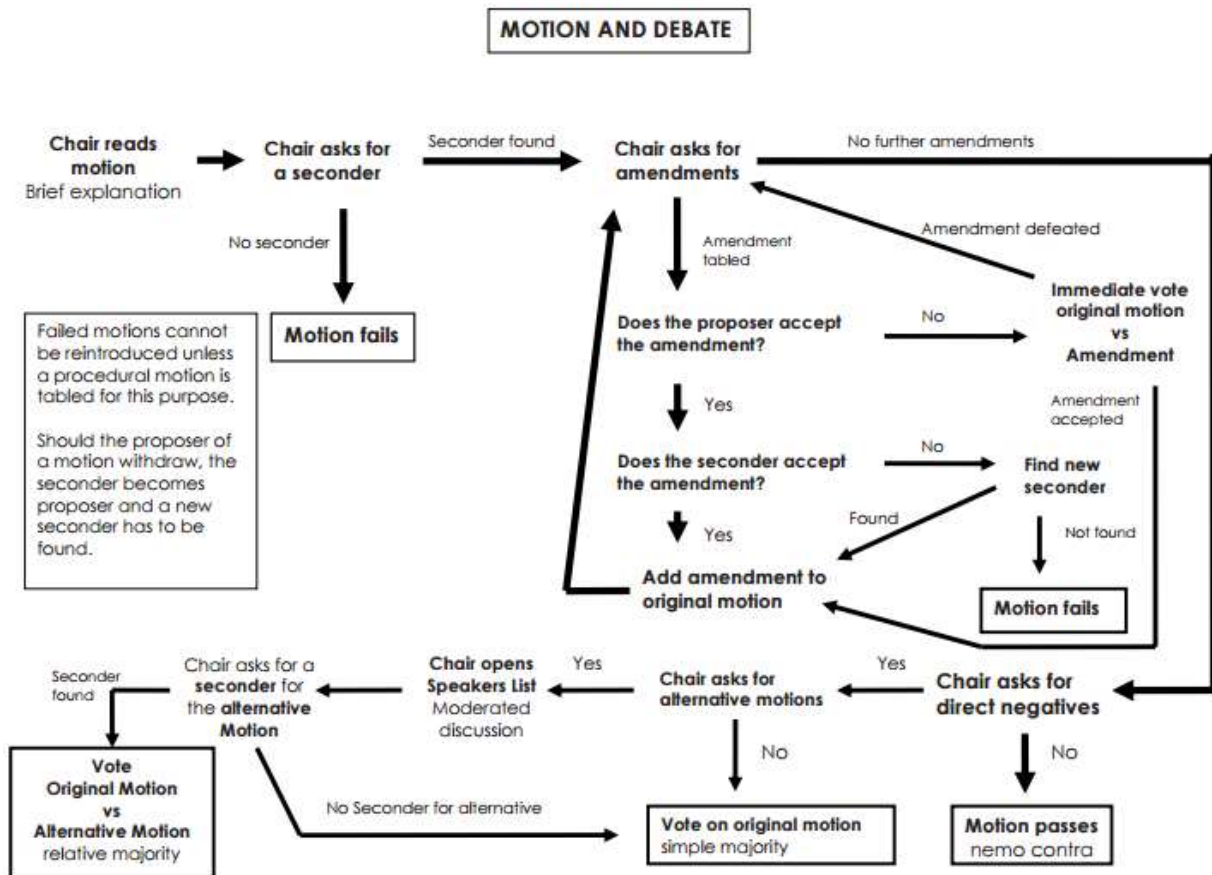 MOTION AND DEBATE
Chair reads
motion
Brief explanation
Chair asks for
a seconder
Seconder found
Chair asks for
amendments
No further amendments
No seconder
Amendment
tabled
Amendment defeated
Motion fails
Failed motions cannot
be reintroduced unless
a procedural motion is
tabled for this purpose.
Should the proposer of
a motion withdraw, the
seconder becomes
proposer and a new
seconder has to be
found.
Does the proposer accept
the amendment?
No
Immediate vote
original motion
vs
Amendment
Yes
Amendment
accepted
Does the seconder accept
the amendment?
No
Find new
seconder
Yes
Found
Not found
Add amendment to
original motion
Motion fails
Seconder
found
Chair asks for a
seconder for
the alternative
Motion
Chair opens
Speakers List
Moderated
discussion
Yes
Chair asks for
alternative motions
Yes
Chair asks for
direct negatives
No
No
Vote
Original Motion
vs
Alternative Motion
relative majority
No Seconder for alternative
Vote on original motion
simple majority
Motion passes
nemo contra